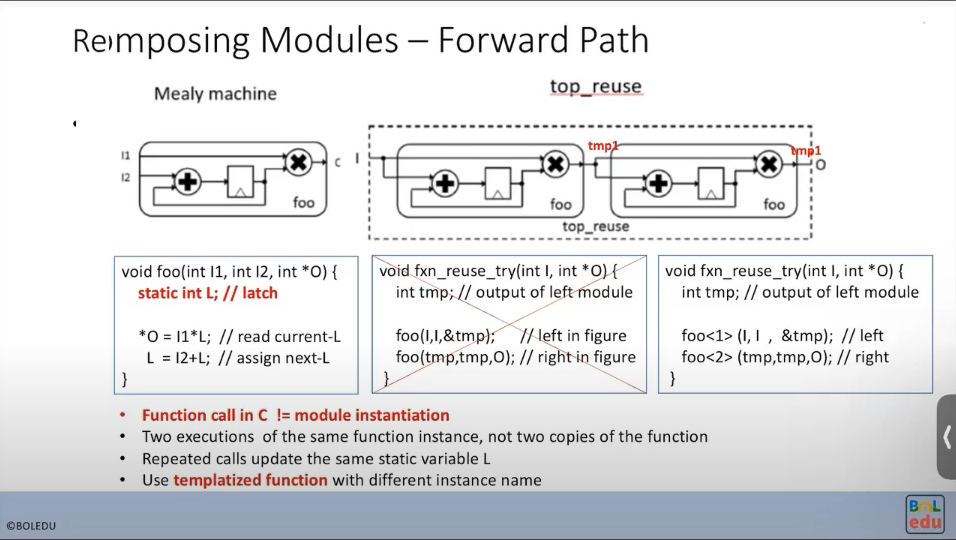 Remposing Modules – Forward Path
Mealy machine
top_reuse
I1
I2
C
foo
I
tmp1
foo
tmp1
O
foo
top_reuse
void foo(int I1, int I2, int *O) {
static int L; // latch
*O = I1*L; // read current-L
L = I2+L; // assign next-L
}
void fxn_reuse_try(int I, int *O) {
int tmp; // output of left module
foo(I,I,&tmp); // left in figure
foo(tmp,tmp,O); // right in figure
}
void fxn_reuse_try(int I, int *O) {
int tmp; // output of left module
foo<1> (I, I , &tmp); // left
foo<2> (tmp,tmp,O); // right
}
• Function call in C != module instantiation
• Two executions of the same function instance, not two copies of the function
• Repeated calls update the same static variable L
• Use templatized function with different instance name
©BOLEDU
BOL
edu